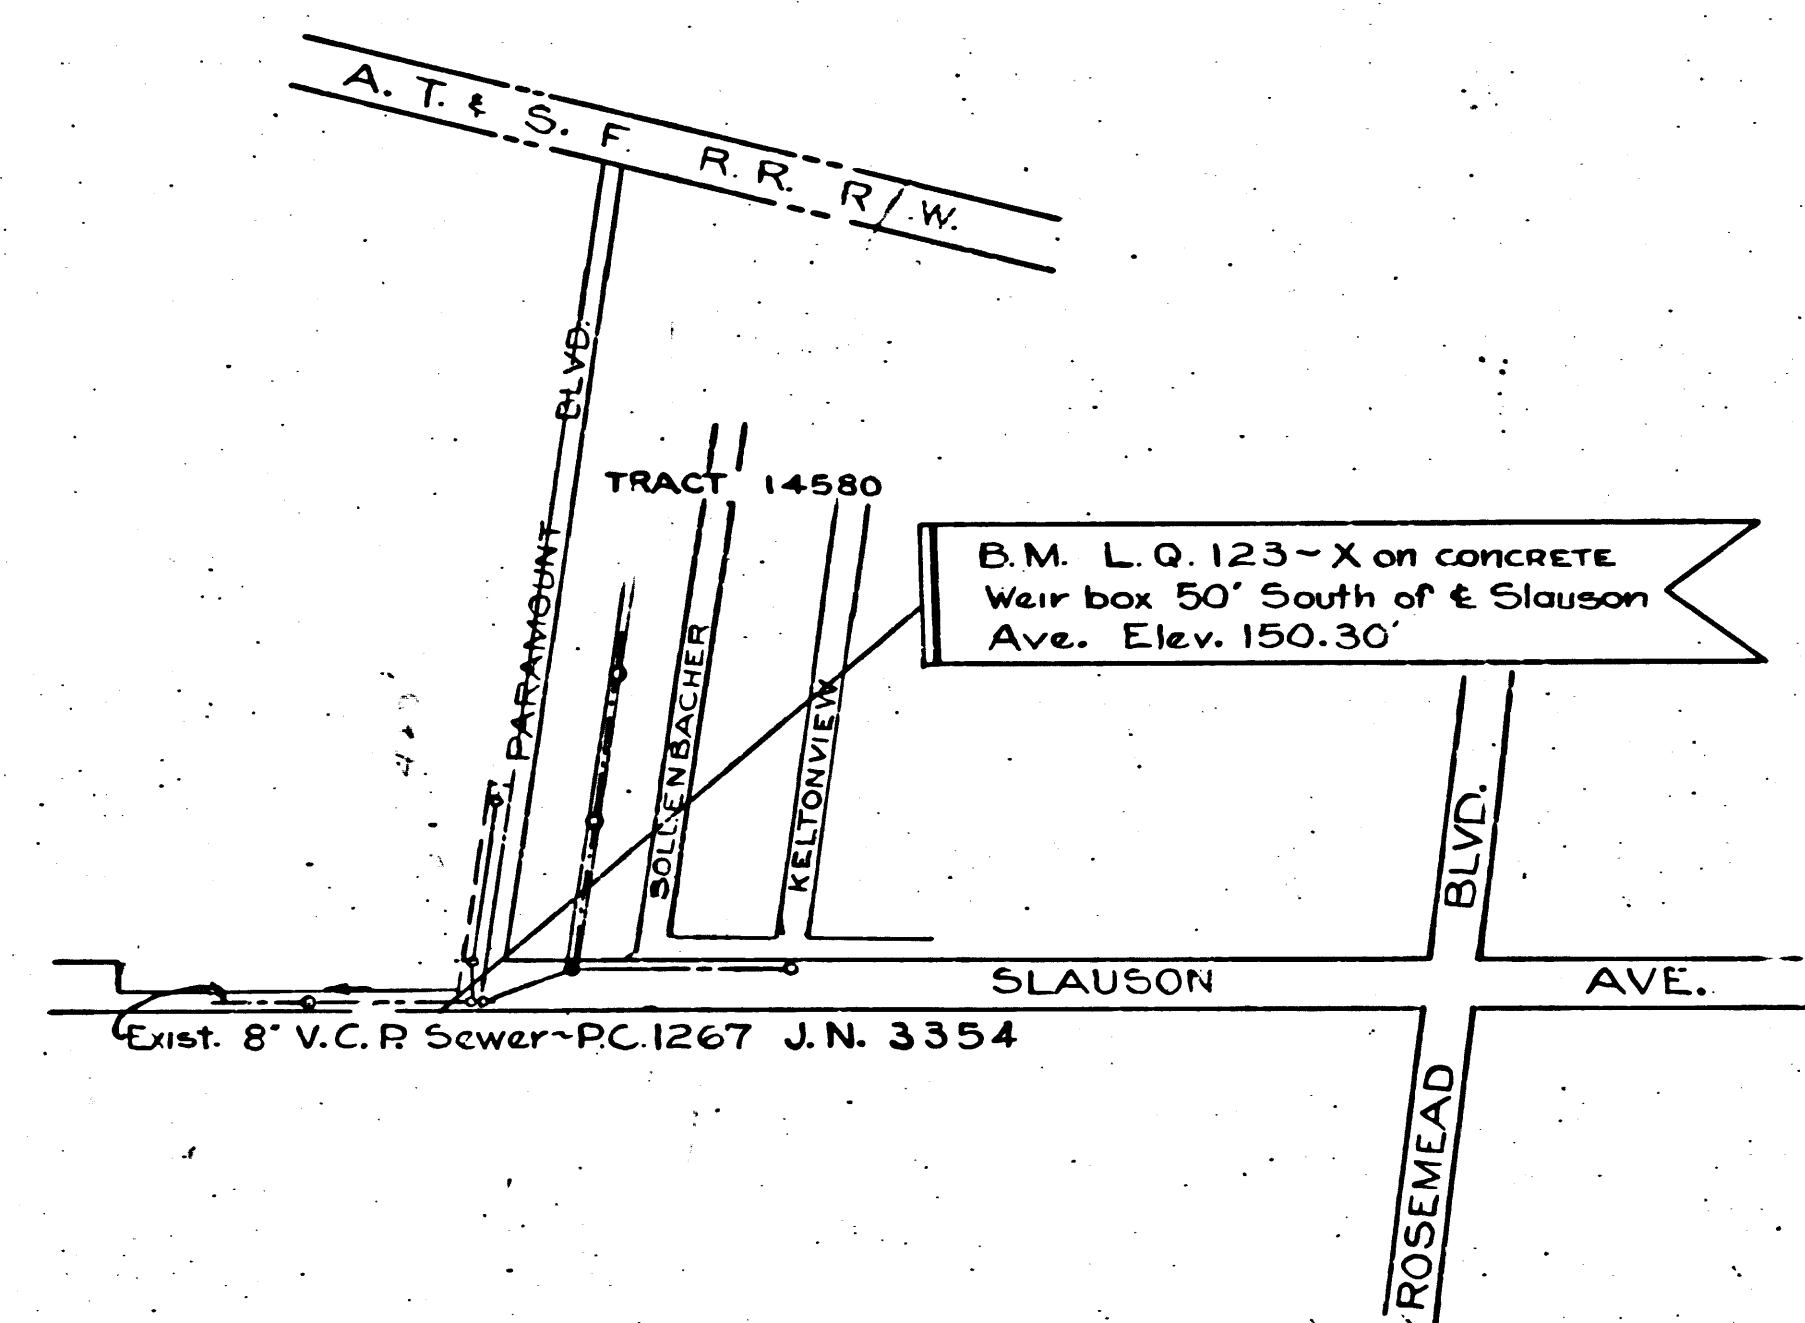 A. T. & S. F. R. R. R/W.
BLVD.
TRACT 14580
B.M. L.Q. 123~X on CONCRETE
Weir box 50' South of ℄ Slauson
Ave. Elev. 150.30'
PARAMOUNT
BOLLENBACHER
KELTONVIEW
BLVD.
SLAUSON AVE.
Exist. 8" V.C.P. Sewer~P.C.1267 J.N. 3354
ROSEMEAD